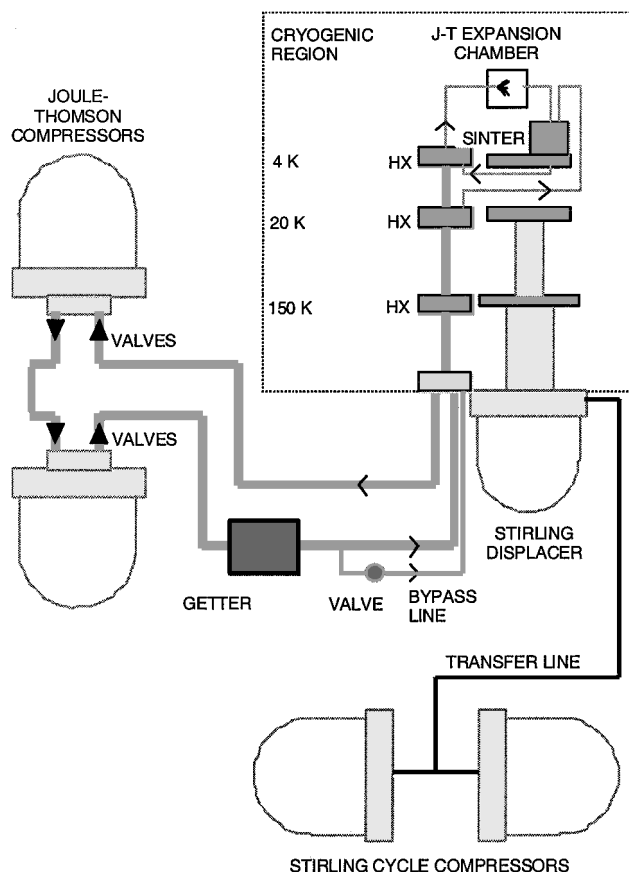 CRYOGENIC
REGION
J-T EXPANSION
CHAMBER
JOULE-
THOMSON
COMPRESSORS
SINTER
4 K
HX
20 K
HX
150 K
HX
VALVES
VALVES
STIRLING
DISPLACER
GETTER
VALVE
BYPASS
LINE
TRANSFER LINE
STIRLING CYCLE COMPRESSORS